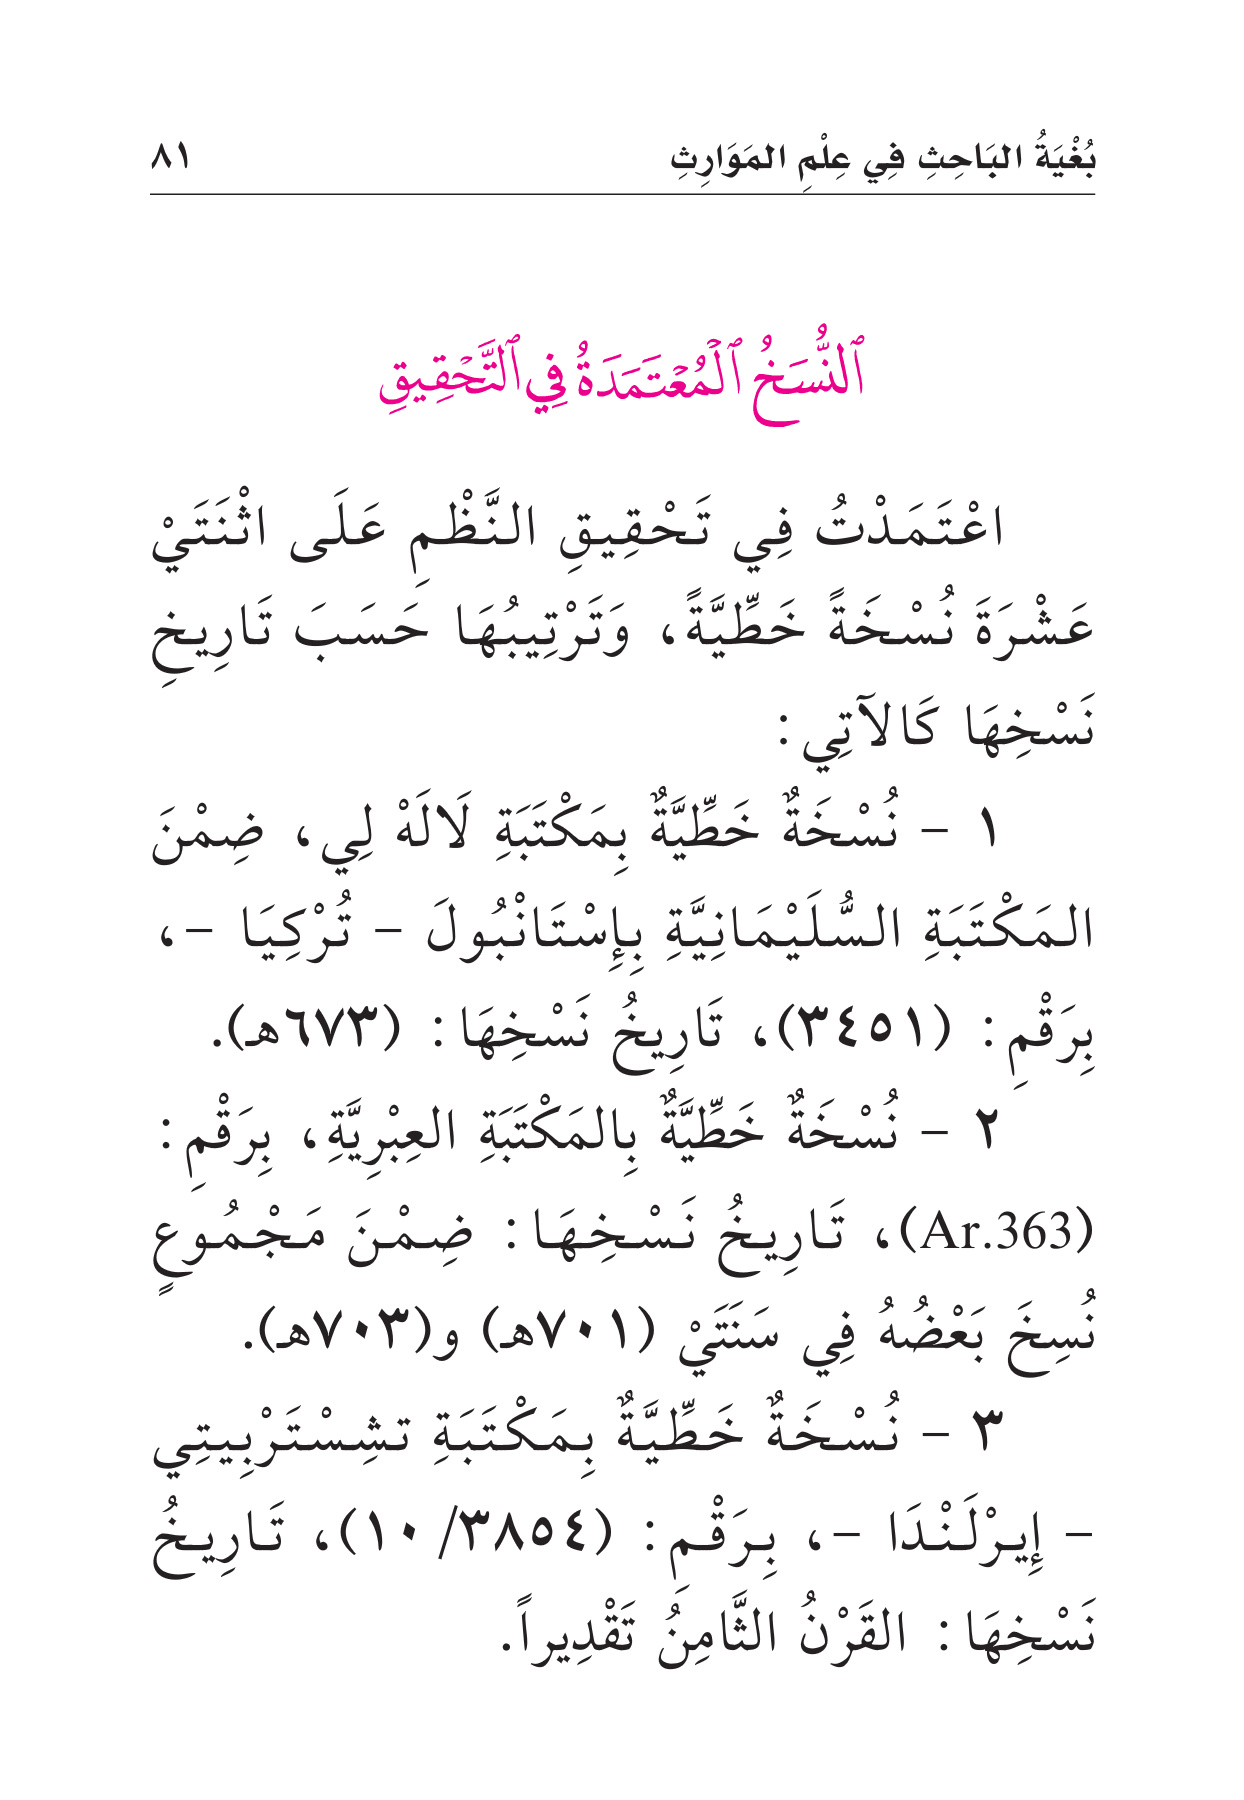 بُغْيَةُ البَاحِثِ فِي عِلْمِ المَوَارِثِ ٨١
ٱلنُّسَخُ ٱلْمُعْتَمَدَةُ فِي ٱلتَّحْقِيقِ
اعْتَمَدْتُ فِي تَحْقِيقِ النَّظْمِ عَلَى اثْنَتَيْ
عَشْرَةَ نُسْخَةً خَطِّيَّةً، وَتَرْتِيبُهَا حَسَبَ تَارِيخِ
نَسْخِهَا كَالآتِي:
١ - نُسْخَةٌ خَطِّيَّةٌ بِمَكْتَبَةِ لَالَهْ لِي، ضِمْنَ
المَكْتَبَةِ السُّلَيْمَانِيَّةِ بِإِسْتَانْبُولَ - تُرْكِيَا -،
بِرَقْمِ: (٣٤٥١)، تَارِيخُ نَسْخِهَا: (٦٧٣هـ).
٢ - نُسْخَةٌ خَطِّيَّةٌ بِالمَكْتَبَةِ العِبْرِيَّةِ، بِرَقْمِ:
(Ar.363)، تَارِيخُ نَسْخِهَا: ضِمْنَ مَجْمُوعٍ
نُسِخَ بَعْضُهُ فِي سَنَتَيْ (٧٠١هـ) و(٧٠٣هـ).
٣ - نُسْخَةٌ خَطِّيَّةٌ بِمَكْتَبَةِ تشِسْتَرْبِيتِي
- إِيرْلَنْدَا -، بِرَقْمِ: (٣٨٥٤/ ١٠)، تَارِيخُ
نَسْخِهَا: القَرْنُ الثَّامِنُ تَقْدِيراً.